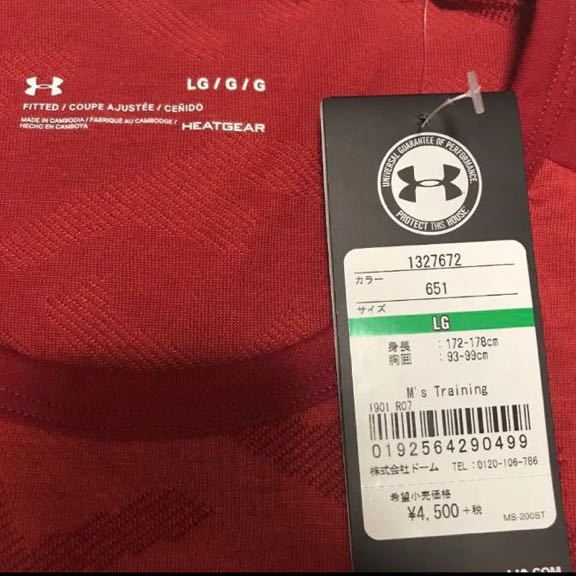 LG / G / G
FITTED / COUPE AJUSTÉE / CEÑIDO
MADE IN CAMBODIA / FABRIQUÉ AU CAMBODGE /
HECHO EN CAMBOYA
HEATGEAR
UNIVERSAL GUARANTEE OF PERFORMANCE
PROTECT THIS HOUSE
1327672
カラー
651
サイズ
LG
身長 :172-178cm
胸囲 :93-99cm
M's Training
1901 R07
0192564290499
株式会社ドーム TEL:0120-106-786
希望小売価格
¥4,500+税
MS-200ST